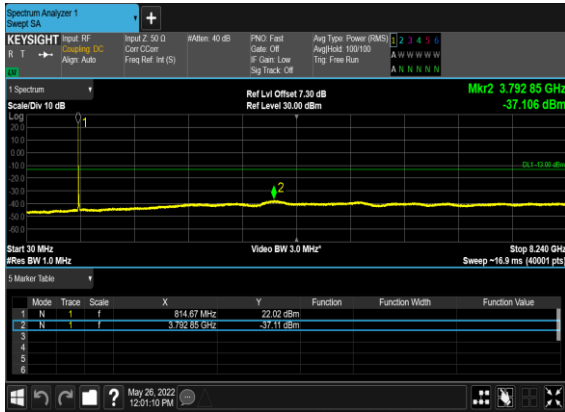 Spectrum Analyzer 1
Swept SA
+
KEYSIGHT Input: RF Input Z: 50 Ω #Atten: 40 dB PNO: Fast Avg Type: Power (RMS) 1 2 3 4 5 6
R T Coupling: DC Corr CCorr Gate: Off Avg|Hold: 100/100 A W W W W W
Align: Auto Freq Ref: Int (S) IF Gain: Low Trig: Free Run
LXI Sig Track: Off A N N N N N
1 Spectrum Ref Lvl Offset 7.30 dB Mkr2 3.792 85 GHz
Scale/Div 10 dB Ref Level 30.00 dBm -37.106 dBm
Log
1
20.0
10.0
0.00
-10.0
DL1 -13.00 dBm
-20.0
-30.0
2
-40.0
-50.0
-60.0
Start 30 MHz Video BW 3.0 MHz* Stop 8.240 GHz
#Res BW 1.0 MHz Sweep ~16.9 ms (40001 pts)
5 Marker Table
Mode Trace Scale X Y Function Function Width Function Value
1 N 1 f 814.67 MHz 22.02 dBm
2 N 1 f 3.792 85 GHz -37.11 dBm
3
4
5
6
? May 26, 2022
12:01:10 PM